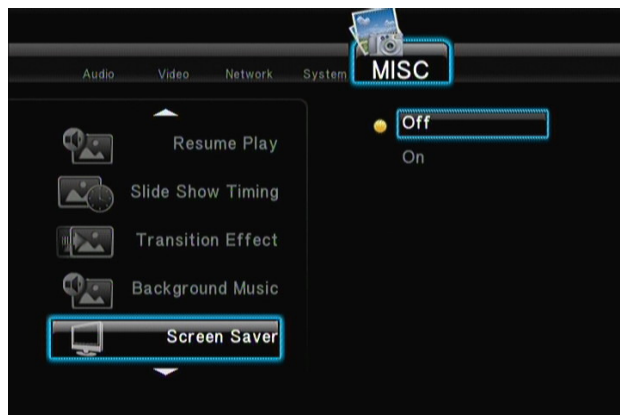 Audio Video Network System MISC
Resume Play
Slide Show Timing
Transition Effect
Background Music
Screen Saver
Off
On